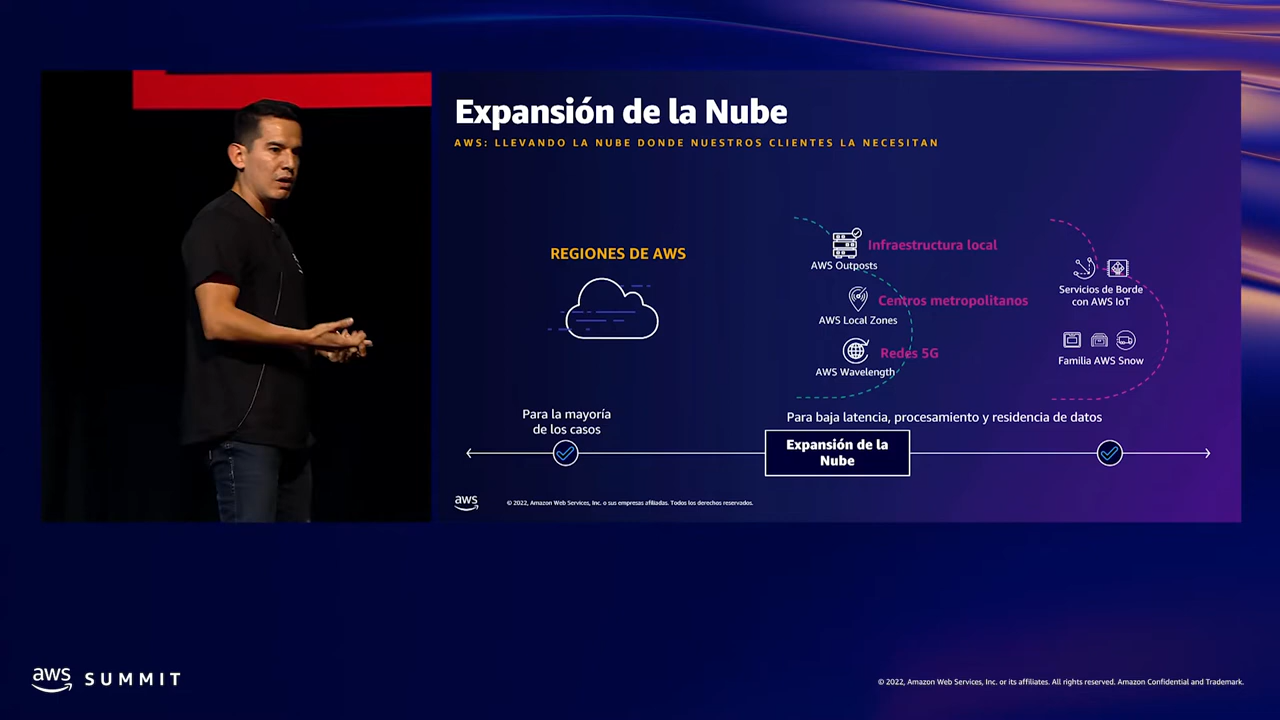 Expansión de la Nube
AWS: LLEVANDO LA NUBE DONDE NUESTROS CLIENTES LA NECESITAN
REGIONES DE AWS
Infraestructura local
AWS Outposts
Centros metropolitanos
AWS Local Zones
Redes 5G
AWS Wavelength
Servicios de Borde
con AWS IoT
Familia AWS Snow
Para la mayoría
de los casos
Para baja latencia, procesamiento y residencia de datos
Expansión de la
Nube
aws
© 2022, Amazon Web Services, Inc. o sus empresas afiliadas. Todos los derechos reservados.
aws SUMMIT
© 2022, Amazon Web Services, Inc. or its affiliates. All rights reserved. Amazon Confidential and Trademark.